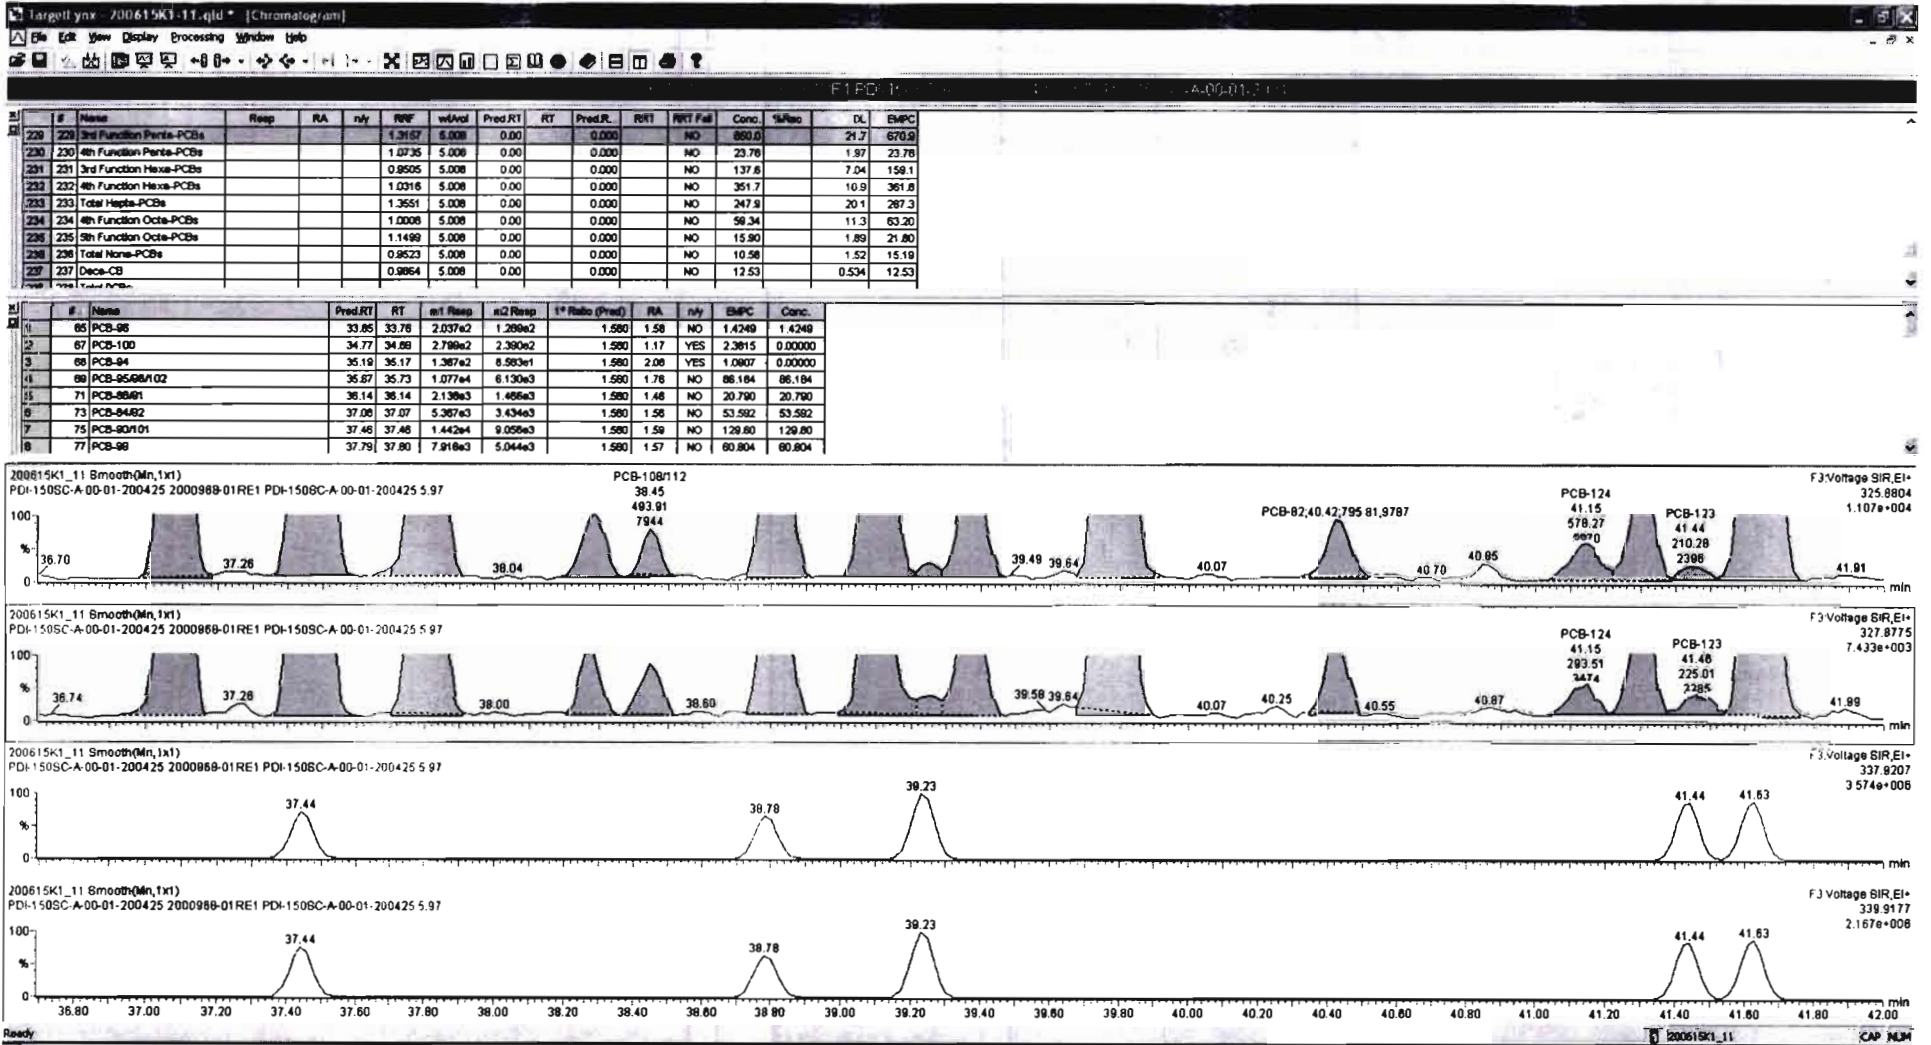 TargetLynx - 200615K1-11.qld * [Chromatogram]
File Edit View Display Processing Window Help
# Name Resp RA n/y RRF wt/vol Pred.RT RT Pred.R... RRT RRT Fail Conc. %Rec DL EMPC
229 229 3rd Function Penta-PCBs 1.3157 5.008 0.00 0.000 NO 660.0 21.7 670.9
230 230 4th Function Penta-PCBs 1.0735 5.008 0.00 0.000 NO 23.78 1.97 23.78
231 231 3rd Function Hexa-PCBs 0.9505 5.008 0.00 0.000 NO 137.6 7.04 159.1
232 232 4th Function Hexa-PCBs 1.0316 5.008 0.00 0.000 NO 351.7 10.9 361.8
233 233 Total Hepta-PCBs 1.3551 5.008 0.00 0.000 NO 247.9 20.1 287.3
234 234 4th Function Octa-PCBs 1.0008 5.008 0.00 0.000 NO 59.34 11.3 63.20
235 235 5th Function Octa-PCBs 1.1499 5.008 0.00 0.000 NO 15.90 1.89 21.80
236 236 Total Nona-PCBs 0.9523 5.008 0.00 0.000 NO 10.58 1.52 15.19
237 237 Deca-CB 0.9864 5.008 0.00 0.000 NO 12.53 0.534 12.53
# Name Pred.RT RT m1 Resp m2 Resp 1° Ratio (Pred) RA n/y EMPC Conc.
1 65 PCB-96 33.85 33.76 2.037e2 1.289e2 1.560 1.58 NO 1.4249 1.4249
2 67 PCB-100 34.77 34.69 2.799e2 2.390e2 1.560 1.17 YES 2.3615 0.00000
3 68 PCB-94 35.19 35.17 1.367e2 6.583e1 1.560 2.08 YES 1.0907 0.00000
4 69 PCB-95/98/102 35.67 35.73 1.077e4 6.130e3 1.560 1.76 NO 86.184 86.184
5 71 PCB-88/91 36.14 36.14 2.136e3 1.466e3 1.560 1.46 NO 20.790 20.790
6 73 PCB-84/92 37.06 37.07 5.367e3 3.434e3 1.560 1.56 NO 53.592 53.592
7 75 PCB-90/101 37.46 37.46 1.442e4 9.056e3 1.560 1.59 NO 129.60 129.60
8 77 PCB-99 37.79 37.80 7.918e3 5.044e3 1.560 1.57 NO 60.804 60.804
200615K1_11 Smooth(Mn,1x1)
PDI-150SC-A-00-01-200425 2000968-01RE1 PDI-150SC-A-00-01-200425 5.97
F3:Voltage SIR,EI+
325.8804
1.107e+004
PCB-108/112
38.45
493.91
7944
PCB-82;40.42;795.81,9787
PCB-124
41.15
578.27
PCB-123
41.44
210.28
2396
100
%
0
36.70 37.26 38.04 39.49 39.64 40.07 40.70 40.85 41.91
min
200615K1_11 Smooth(Mn,1x1)
PDI-150SC-A-00-01-200425 2000968-01RE1 PDI-150SC-A-00-01-200425 5.97
F3:Voltage SIR,EI+
327.8775
7.433e+003
PCB-124
41.15
293.51
3474
PCB-123
41.46
225.01
2285
100
%
0
36.74 37.26 38.00 38.60 39.58 39.64 40.07 40.25 40.55 40.87 41.89
min
200615K1_11 Smooth(Mn,1x1)
PDI-150SC-A-00-01-200425 2000968-01RE1 PDI-150SC-A-00-01-200425 5.97
F3:Voltage SIR,EI+
337.9207
3.574e+006
100
%
0
37.44 38.78 39.23 41.44 41.63
min
200615K1_11 Smooth(Mn,1x1)
PDI-150SC-A-00-01-200425 2000968-01RE1 PDI-150SC-A-00-01-200425 5.97
F3:Voltage SIR,EI+
339.9177
2.167e+006
100
%
0
37.44 38.78 39.23 41.44 41.63
min
36.80 37.00 37.20 37.40 37.60 37.80 38.00 38.20 38.40 38.60 38.80 39.00 39.20 39.40 39.60 39.80 40.00 40.20 40.40 40.60 40.80 41.00 41.20 41.40 41.60 41.80 42.00
Ready
200615K1_11
CAP NUM